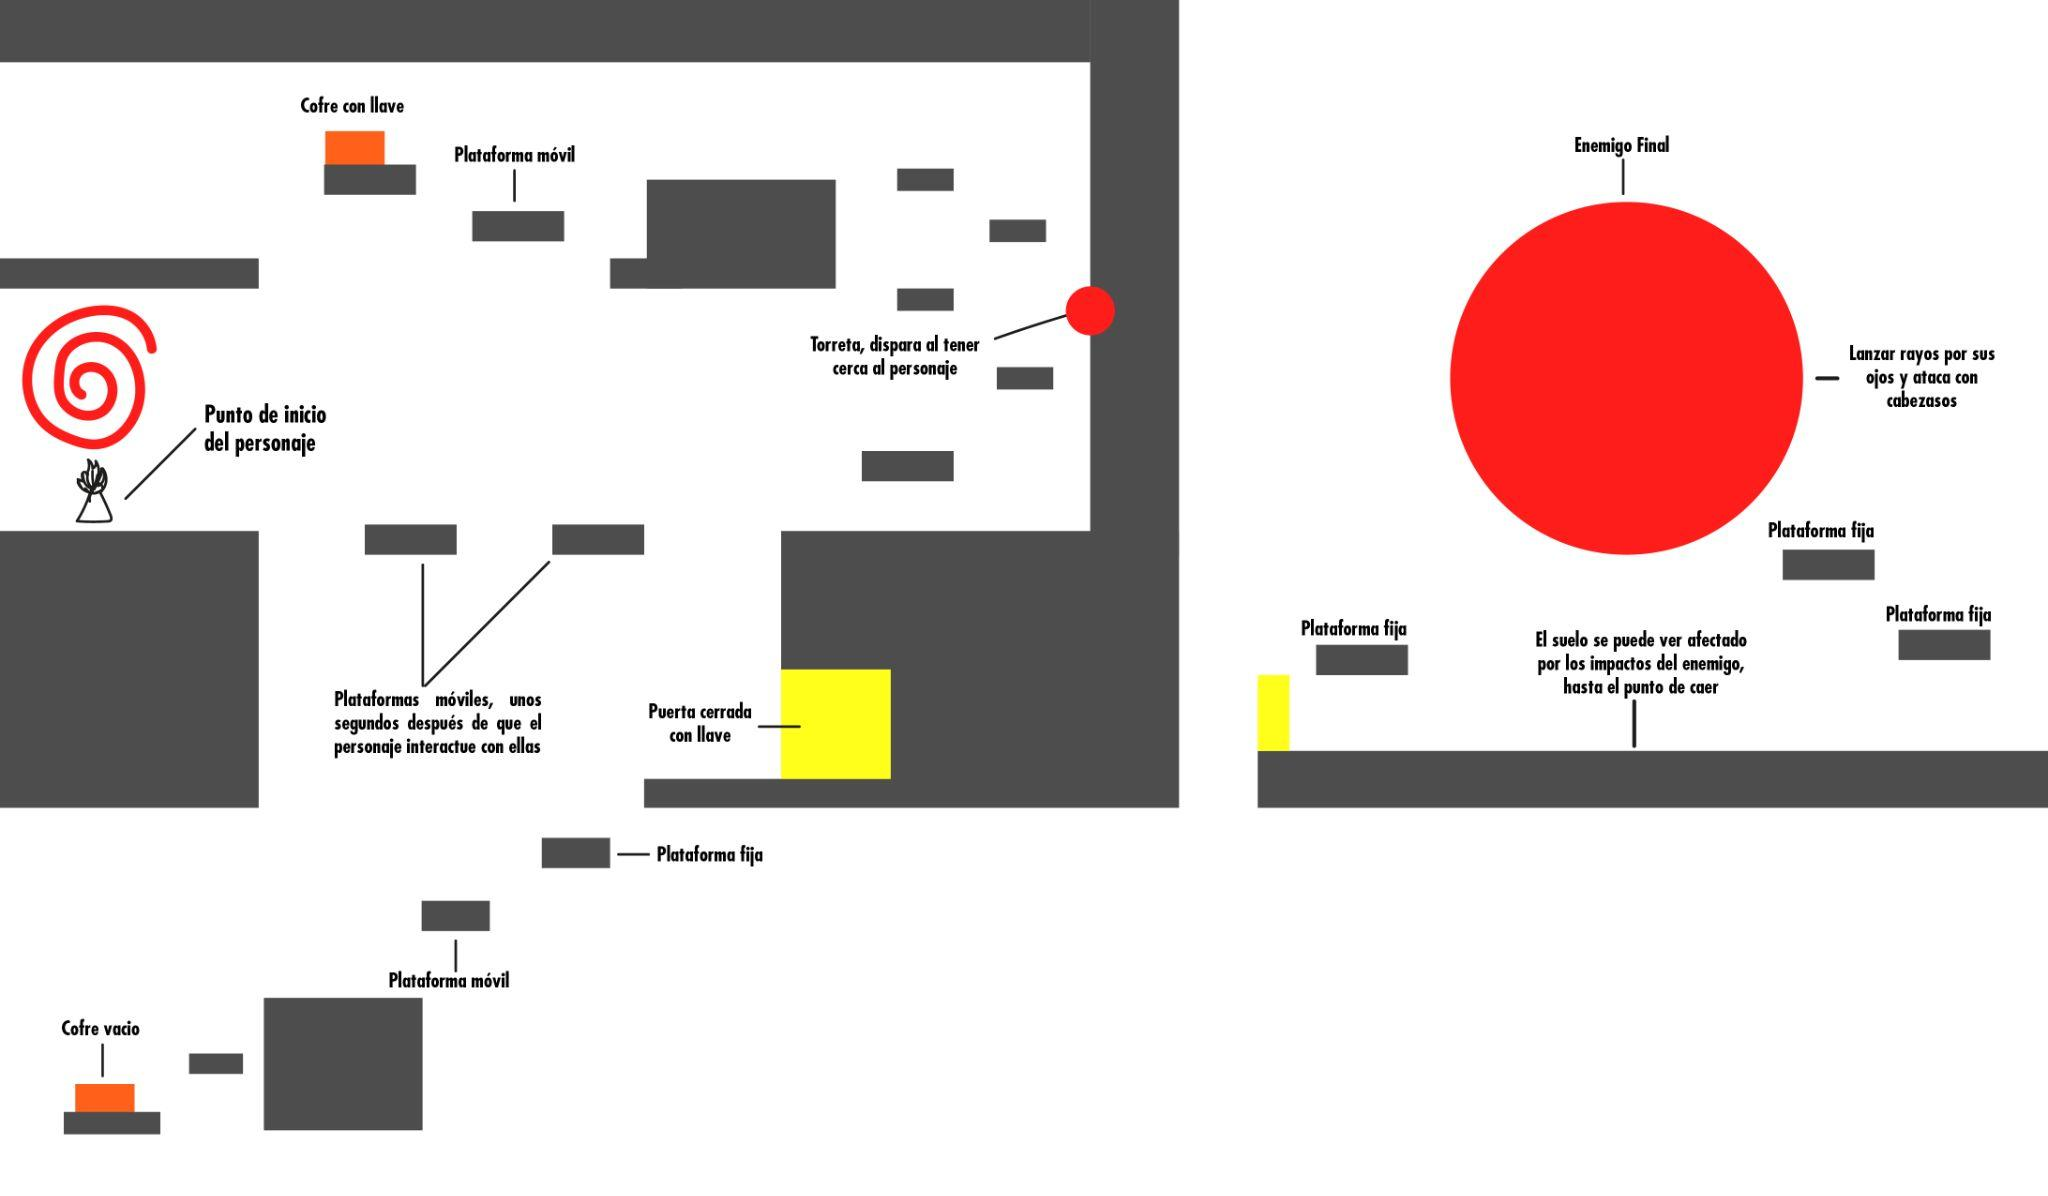 Cofre con llave
Plataforma móvil
Enemigo Final
Torreta, dispara al tener
cerca al personaje
Lanzar rayos por sus
ojos y ataca con
cabezasos
Punto de inicio
del personaje
Plataforma fija
Plataforma fija
Plataforma fija
El suelo se puede ver afectado
por los impactos del enemigo,
hasta el punto de caer
Plataformas móviles, unos
segundos después de que el
personaje interactue con ellas
Puerta cerrada
con llave
Plataforma fija
Plataforma móvil
Cofre vacio